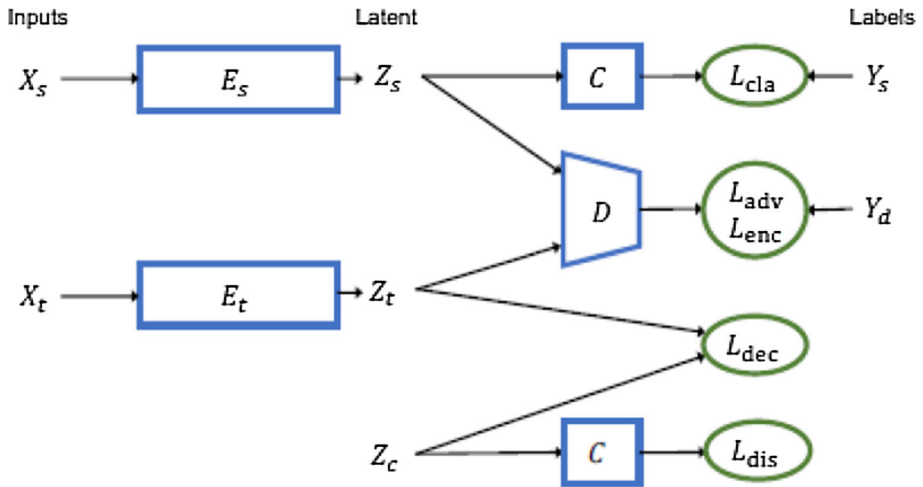 Inputs Latent Labels
X_s E_s Z_s C L_cla Y_s
D L_adv Y_d
L_enc
X_t E_t Z_t
L_dec
Z_c C L_dis